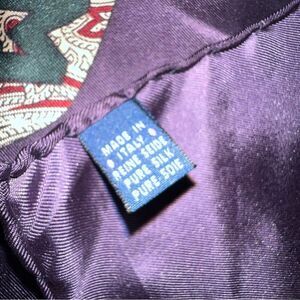 MADE IN
ITALY
REINE SEIDE
PURE SILK
PURE SOIE